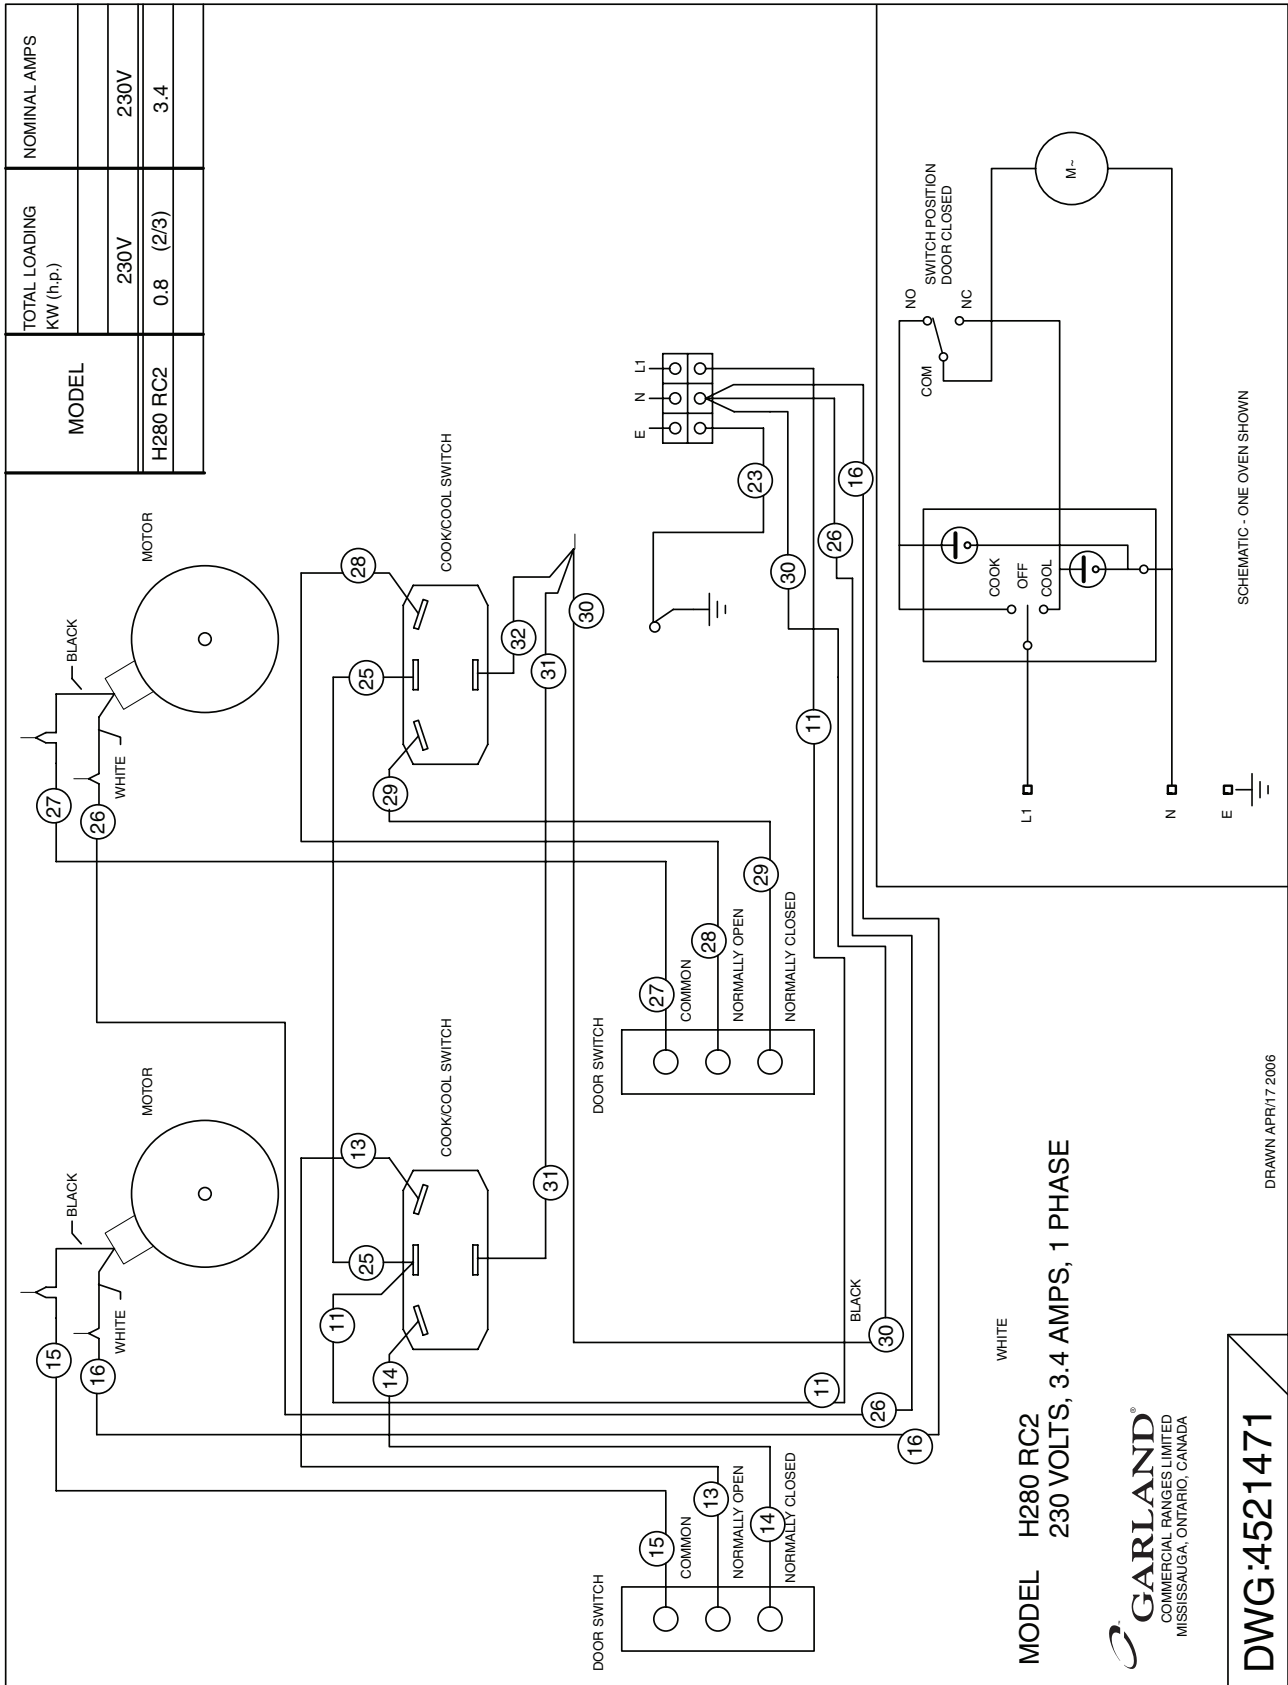 MODEL
TOTAL LOADING
KW (h.p.)
NOMINAL AMPS
230V
230V
H280 RC2
0.8 (2/3)
3.4
BLACK
MOTOR
15
16
WHITE
BLACK
MOTOR
27
26
WHITE
13
25
11
14
COOK/COOL SWITCH
31
28
25
29
COOK/COOL SWITCH
32
31
30
DOOR SWITCH
15
COMMON
13
NORMALLY OPEN
14
NORMALLY CLOSED
DOOR SWITCH
27
COMMON
28
NORMALLY OPEN
29
NORMALLY CLOSED
E
N
L1
23
30
26
16
11
11
BLACK
30
26
16
WHITE
NO
SWITCH POSITION
DOOR CLOSED
COM
NC
M~
COOK
OFF
COOL
L1
N
E
SCHEMATIC - ONE OVEN SHOWN
MODEL H280 RC2
230 VOLTS, 3.4 AMPS, 1 PHASE
GARLAND®
COMMERCIAL RANGES LIMITED
MISSISSAUGA, ONTARIO, CANADA
DRAWN APR/17 2006
DWG:4521471